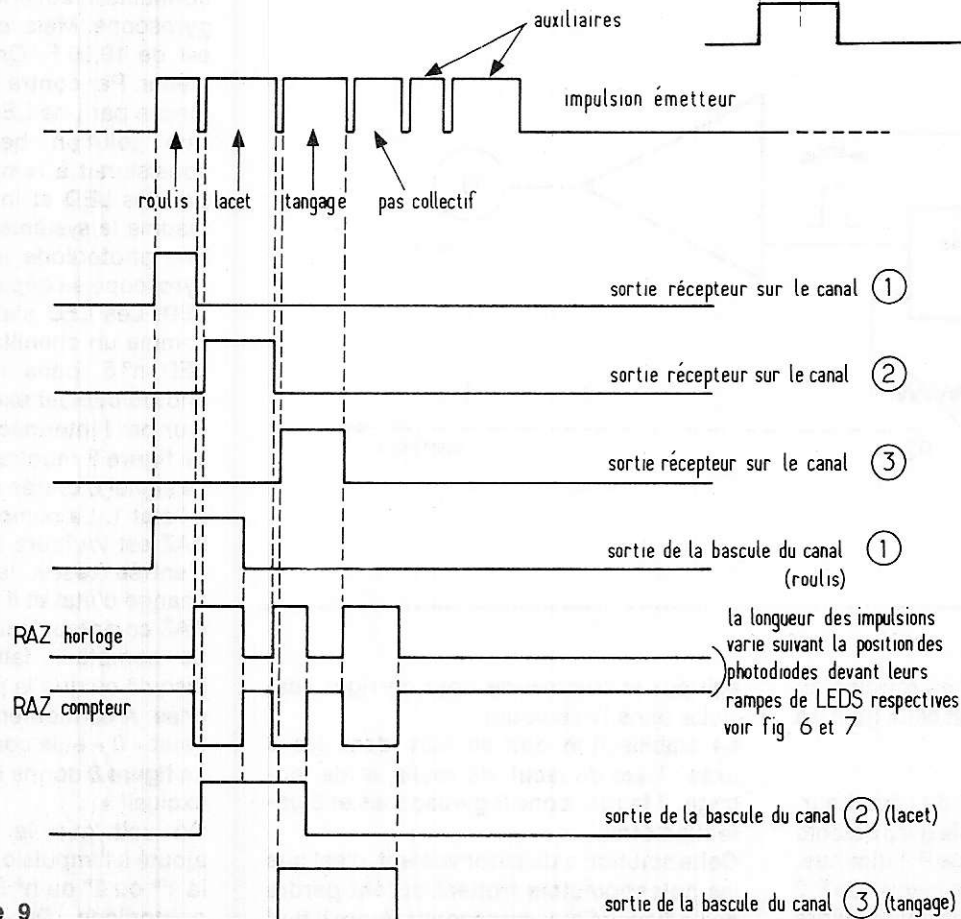 auxiliaires
impulsion émetteur
roulis
lacet
tangage
pas collectif
sortie récepteur sur le canal 1
sortie récepteur sur le canal 2
sortie récepteur sur le canal 3
sortie de la bascule du canal 1
(roulis)
RAZ horloge
RAZ compteur
la longueur des impulsions
varie suivant la position des
photodiodes devant leurs
rampes de LEDS respectives
voir fig. 6 et 7
sortie de la bascule du canal 2 (lacet)
sortie de la bascule du canal 3 (tangage)
9